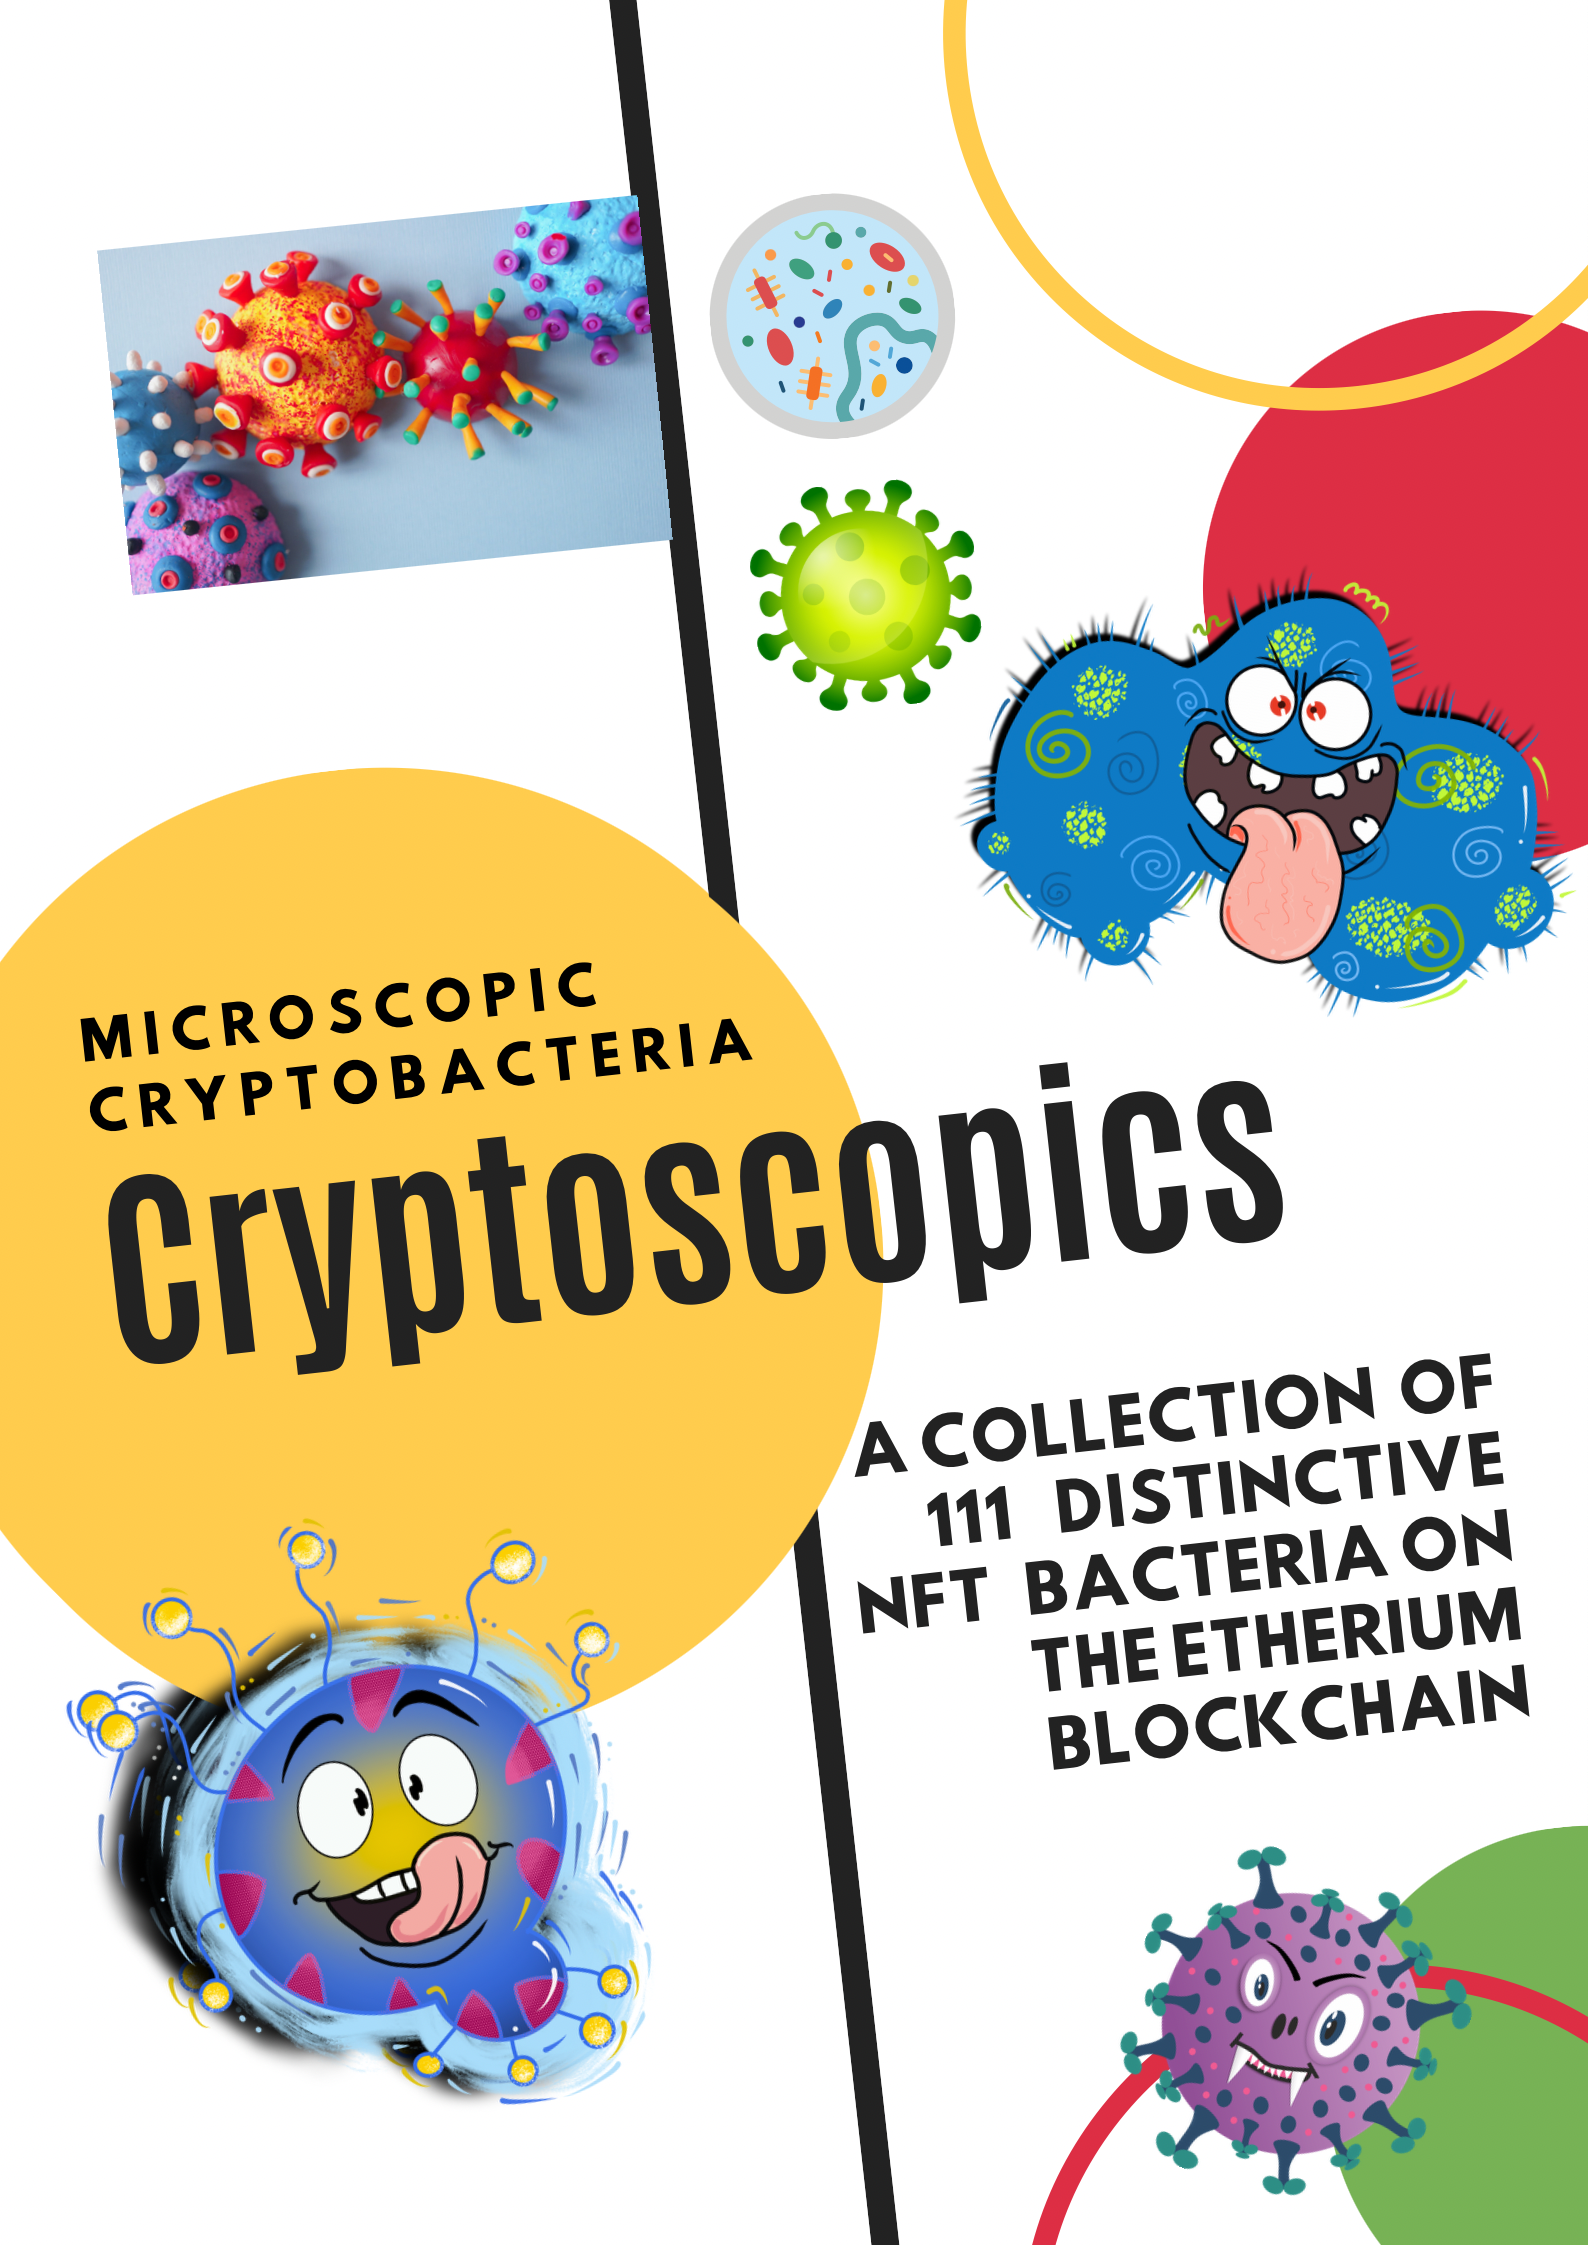 MICROSCOPIC
CRYPTOBACTERIA
Cryptoscopics
A COLLECTION OF
111 DISTINCTIVE
NFT BACTERIA ON
THE ETHERIUM
BLOCKCHAIN